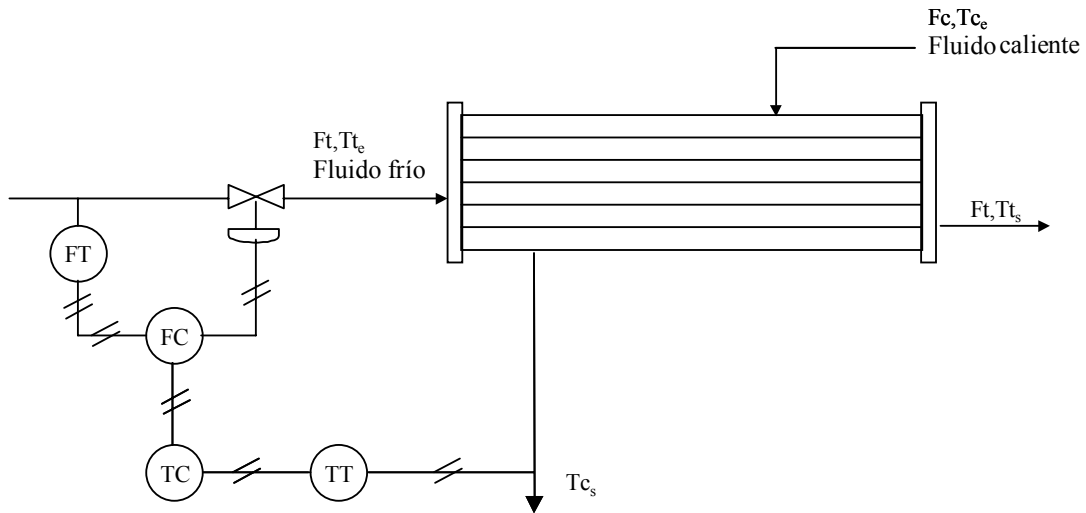 Fc,Tcₑ
Fluido caliente
Ft,Ttₑ
Fluido frío
Ft,Ttₛ
FT
FC
TC
TT
Tcₛ